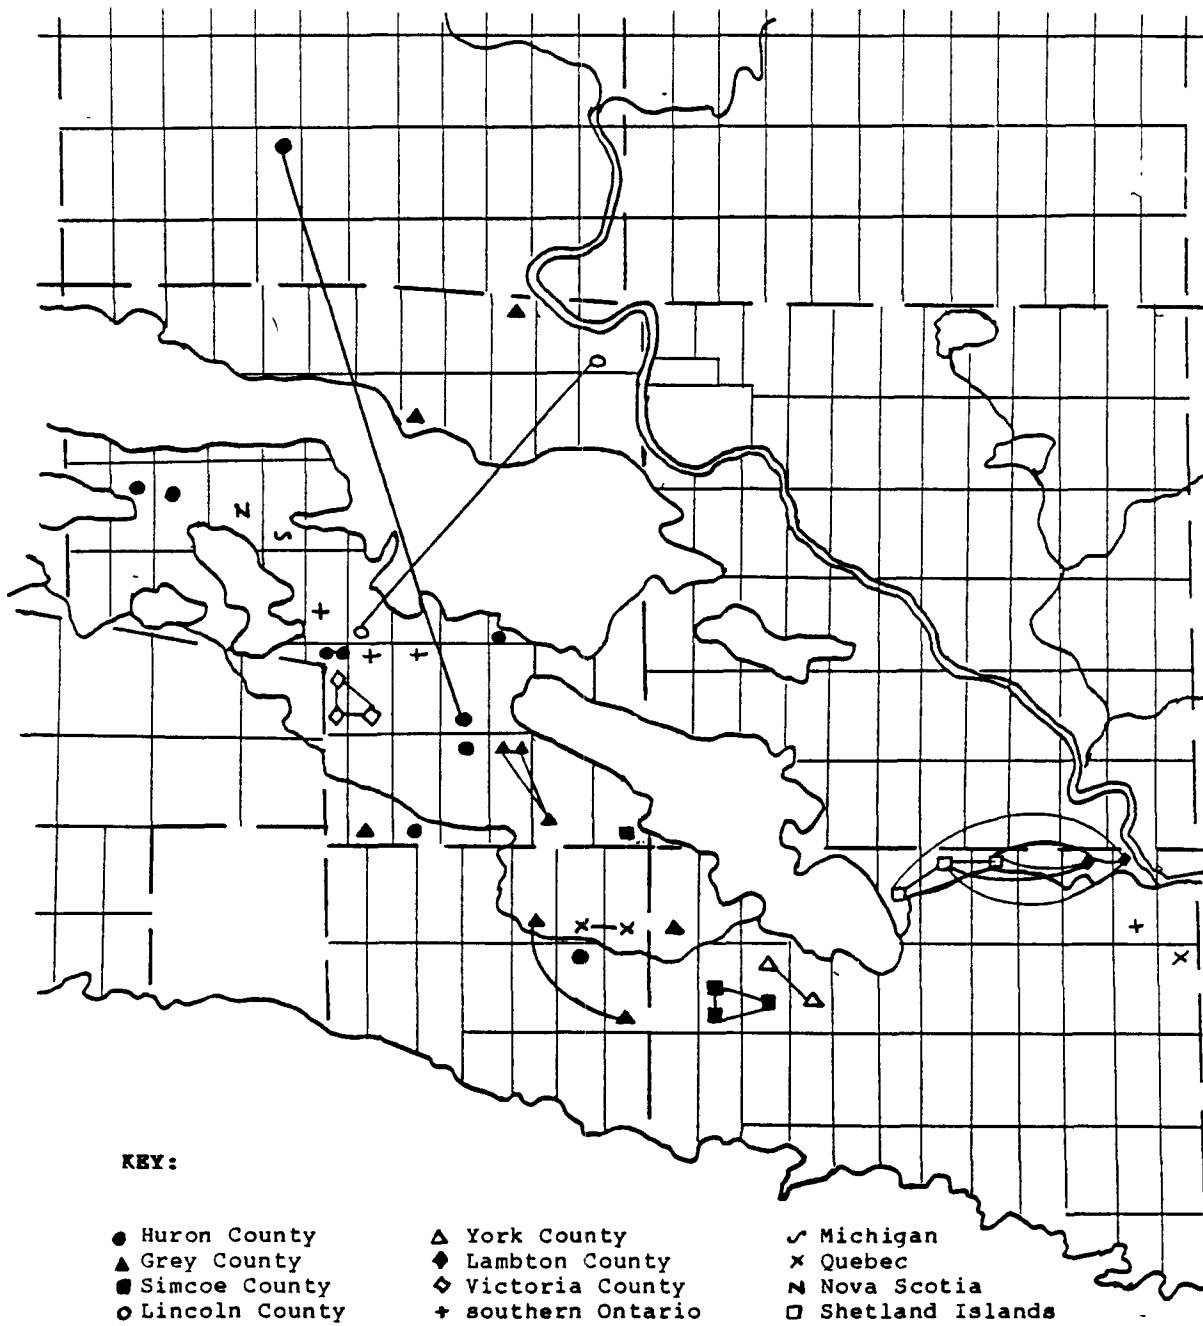 KEY:
Huron County
Grey County
Simcoe County
Lincoln County
York County
Lambton County
Victoria County
+ southern Ontario
Michigan
× Quebec
N Nova Scotia
Shetland Islands